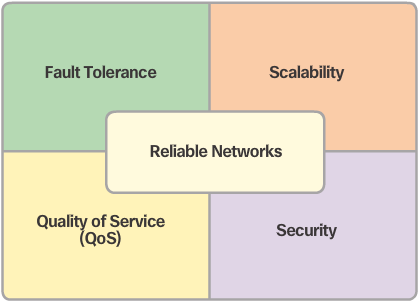 Fault Tolerance
Scalability
Reliable Networks
Quality of Service
(QoS)
Security